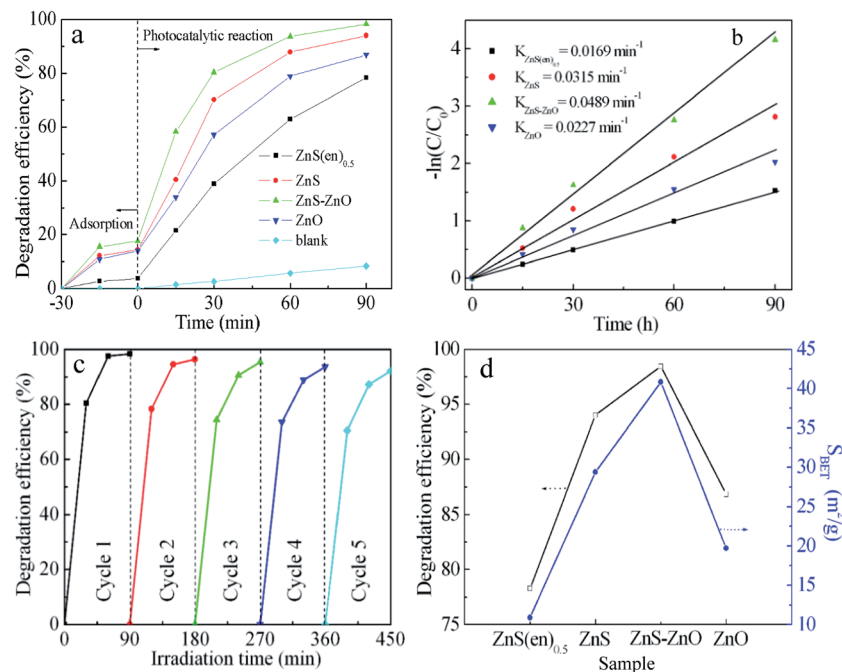 a
Photocatalytic reaction
Adsorption
ZnS(en)0.5
ZnS
ZnS-ZnO
ZnO
blank
100
80
60
40
20
0
-30 0 30 60 90
Degradation efficiency (%)
Time (min)
b
K ZnS(en)0.5 = 0.0169 min-1
K ZnS = 0.0315 min-1
K ZnS-ZnO = 0.0489 min-1
K ZnO = 0.0227 min-1
-4
-3
-2
-1
0
0 30 60 90
-ln(C/C0)
Time (h)
c
100
80
60
40
20
0
Cycle 1
Cycle 2
Cycle 3
Cycle 4
Cycle 5
0 90 180 270 360 450
Degradation efficiency (%)
Irradiation time (min)
d
100
95
90
85
80
75
Degradation efficiency (%)
45
40
35
30
25
20
15
10
SBET (m2/g)
ZnS(en)0.5 ZnS ZnS-ZnO ZnO
Sample